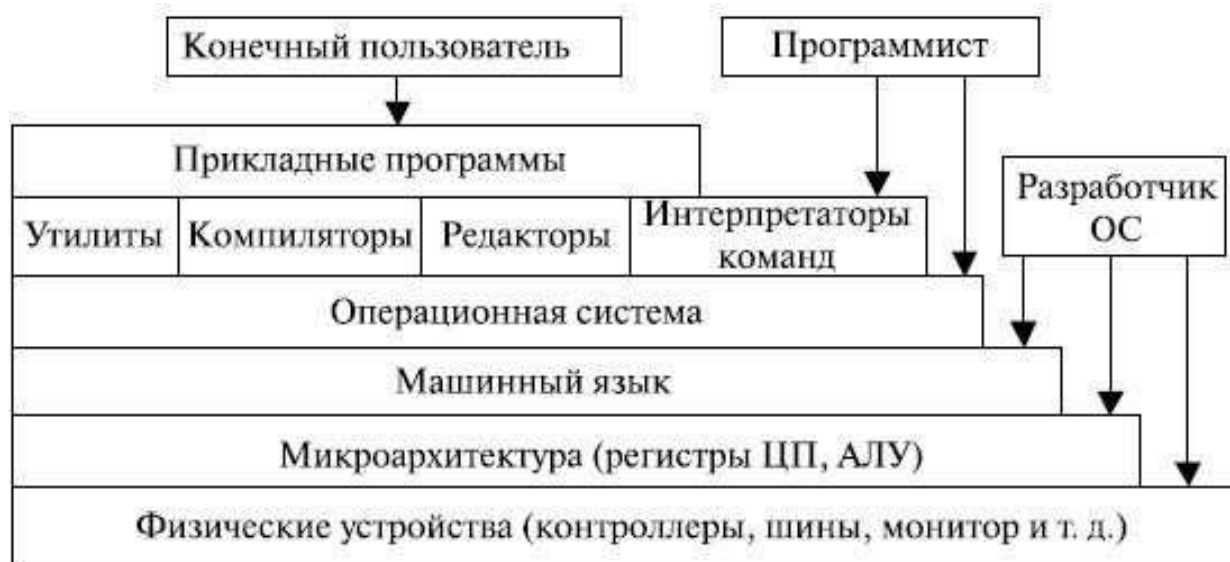 Конечный пользователь
Программист
Прикладные программы
Разработчик
ОС
Утилиты
Компиляторы
Редакторы
Интерпретаторы
команд
Операционная система
Машинный язык
Микроархитектура (регистры ЦП, АЛУ)
Физические устройства (контроллеры, шины, монитор и т. д.)